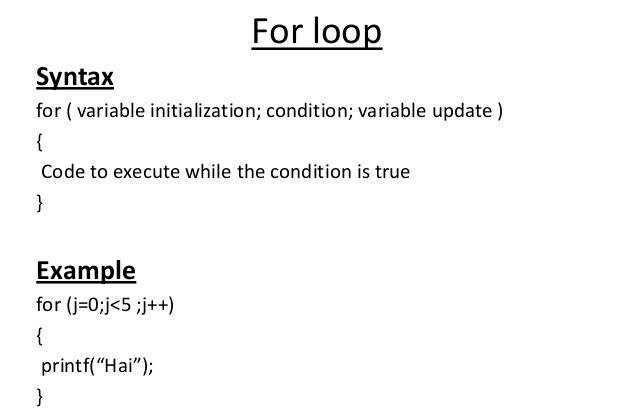 For loop
Syntax
for ( variable initialization; condition; variable update )
{
Code to execute while the condition is true
}
Example
for (j=0;j<5 ;j++)
{
printf(“Hai”);
}